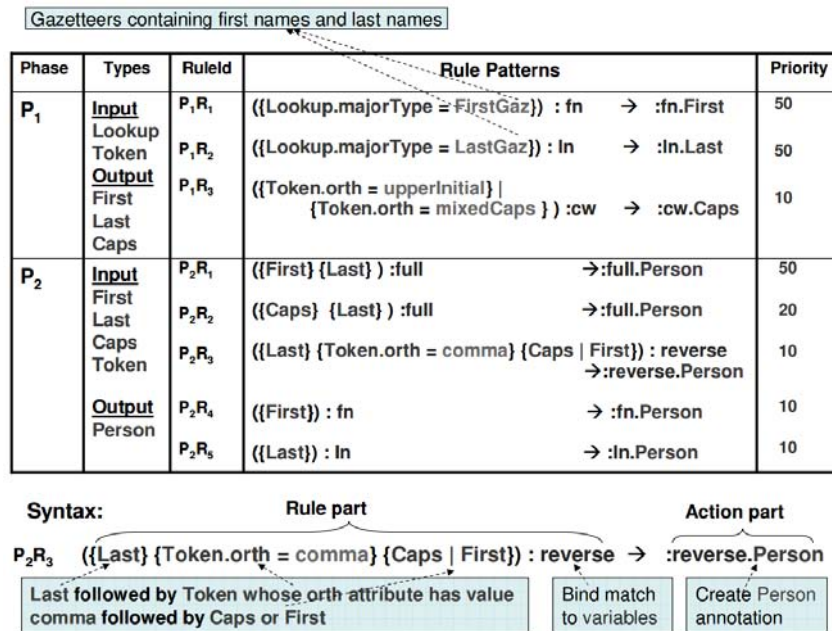 Gazetteers containing first names and last names
Phase Types RuleId Rule Patterns Priority
P₁ Input P₁R₁ ({Lookup.majorType = FirstGaz}) : fn → :fn.First 50
Lookup
Token P₁R₂ ({Lookup.majorType = LastGaz}) : ln → :ln.Last 50
Output P₁R₃ ({Token.orth = upperInitial} |
First {Token.orth = mixedCaps } ) :cw → :cw.Caps 10
Last
Caps
P₂ Input P₂R₁ ({First} {Last} ) :full →:full.Person 50
First
Last P₂R₂ ({Caps} {Last} ) :full →:full.Person 20
Caps P₂R₃ ({Last} {Token.orth = comma} {Caps | First}) : reverse 10
Token →:reverse.Person
Output P₂R₄ ({First}) : fn → :fn.Person 10
Person
P₂R₅ ({Last}) : ln → :ln.Person 10
Syntax: Rule part Action part
P₂R₃ ({Last} {Token.orth = comma} {Caps | First}) : reverse → :reverse.Person
Last followed by Token whose orth attribute has value Bind match Create Person
comma followed by Caps or First to variables annotation